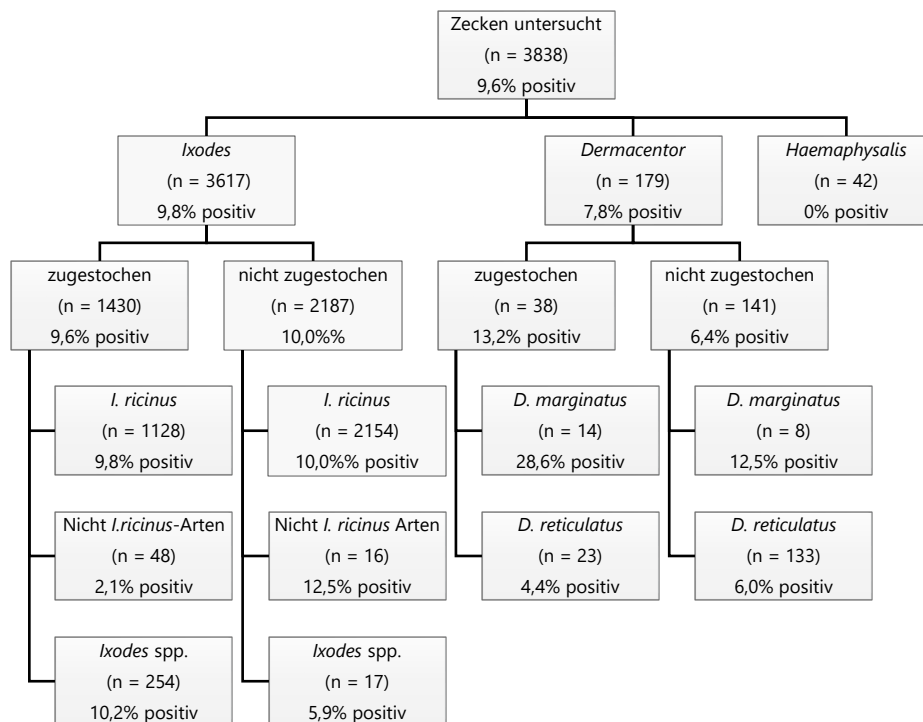 Zecken untersucht
(n = 3838)
9,6% positiv
Ixodes
(n = 3617)
9,8% positiv
Dermacentor
(n = 179)
7,8% positiv
Haemaphysalis
(n = 42)
0% positiv
zugestochen
(n = 1430)
9,6% positiv
nicht zugestochen
(n = 2187)
10,0%%
zugestochen
(n = 38)
13,2% positiv
nicht zugestochen
(n = 141)
6,4% positiv
I. ricinus
(n = 1128)
9,8% positiv
I. ricinus
(n = 2154)
10,0%% positiv
D. marginatus
(n = 14)
28,6% positiv
D. marginatus
(n = 8)
12,5% positiv
Nicht I.ricinus-Arten
(n = 48)
2,1% positiv
Nicht I. ricinus Arten
(n = 16)
12,5% positiv
D. reticulatus
(n = 23)
4,4% positiv
D. reticulatus
(n = 133)
6,0% positiv
Ixodes spp.
(n = 254)
10,2% positiv
Ixodes spp.
(n = 17)
5,9% positiv